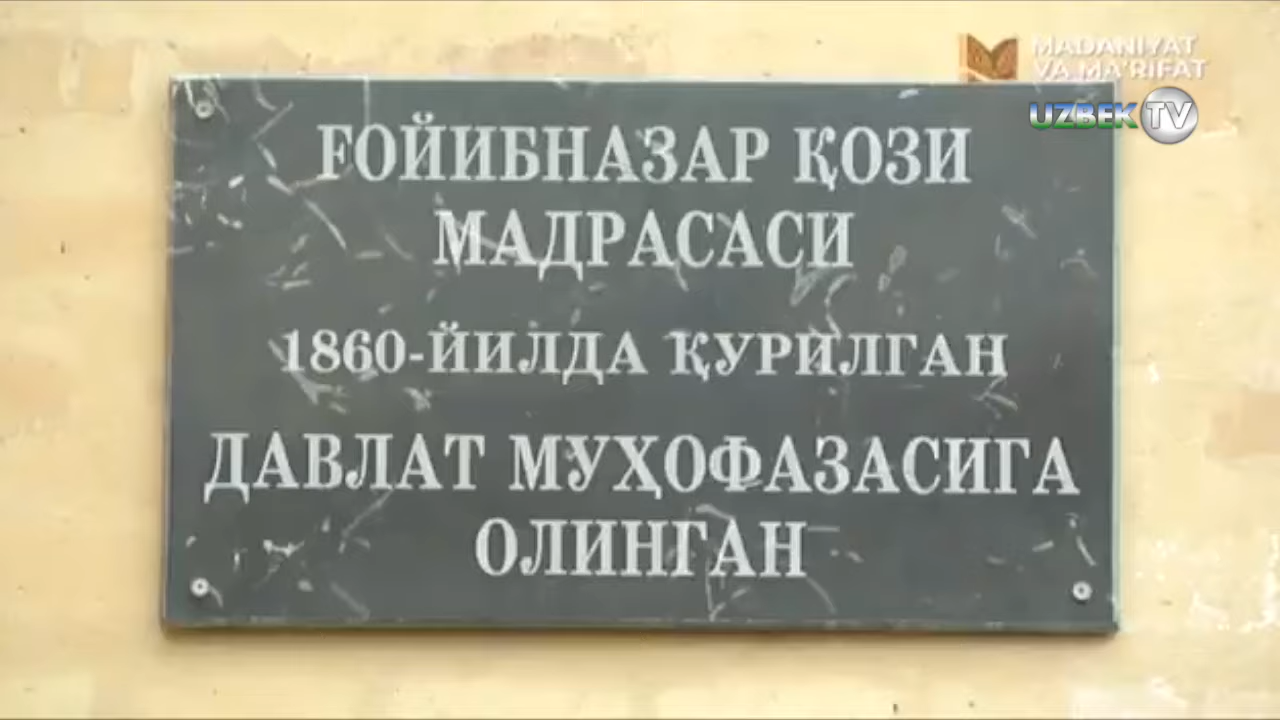 MADANIYAT
VA MA'RIFAT
UZBEK TV
ҒОЙИБНАЗАР ҚОЗИ
МАДРАСАСИ
1860-ЙИЛДА ҚУРИЛГАН
ДАВЛАТ МУҲОФАЗАСИГА
ОЛИНГАН